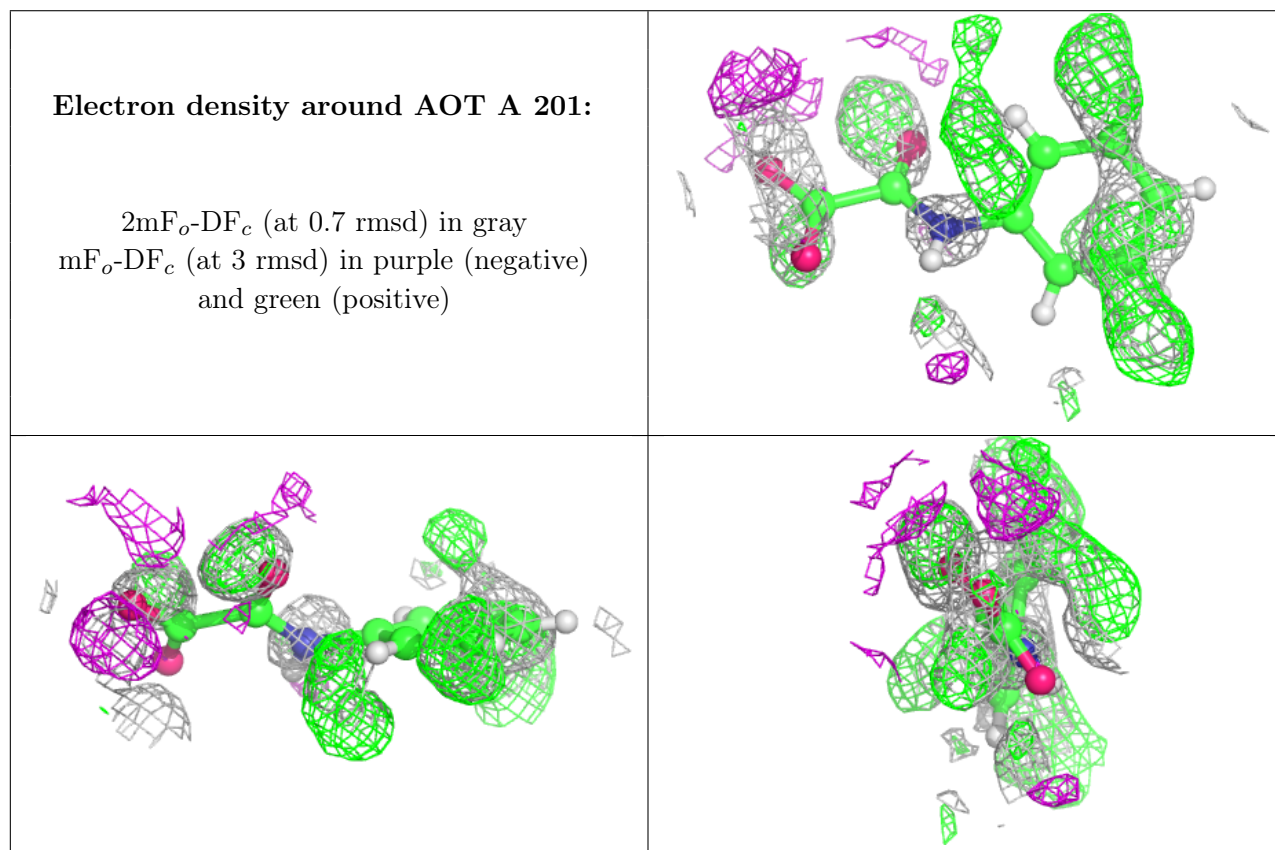 Electron density around AOT A 201:
2mFo-DFc (at 0.7 rmsd) in gray
mFo-DFc (at 3 rmsd) in purple (negative)
and green (positive)